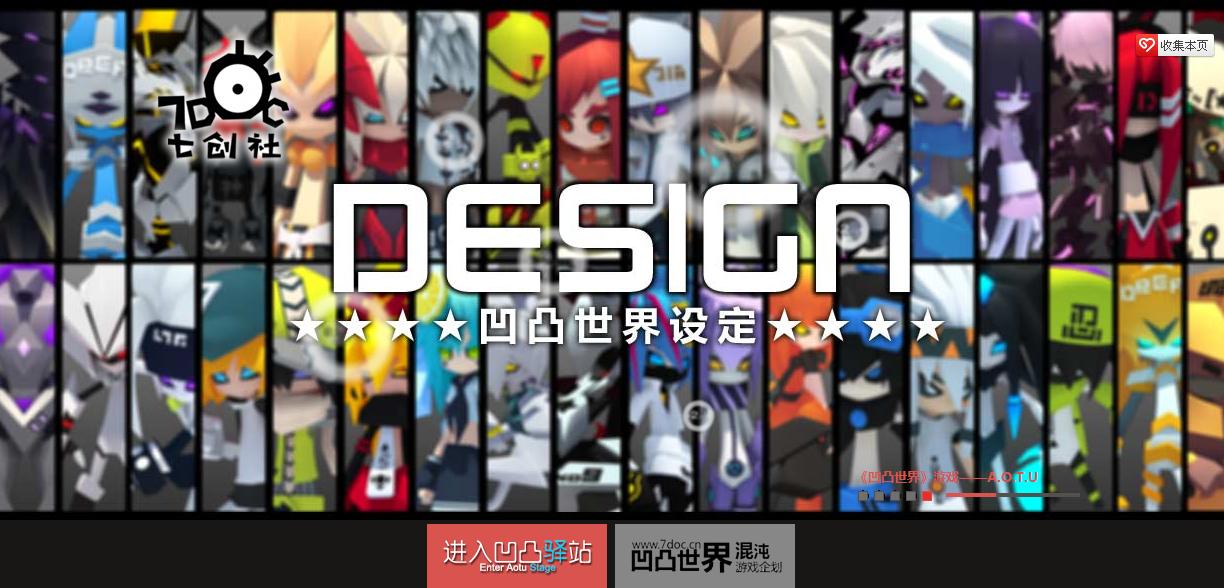 收集本页
7DOC
七创社
DESIGN
★★★★凹凸世界设定★★★★
忍
《凹凸世界》游戏——A.O.T.U
进入凹凸驿站
Enter Aotu Stage
www.7doc.cn
凹凸世界 混沌
游戏企划